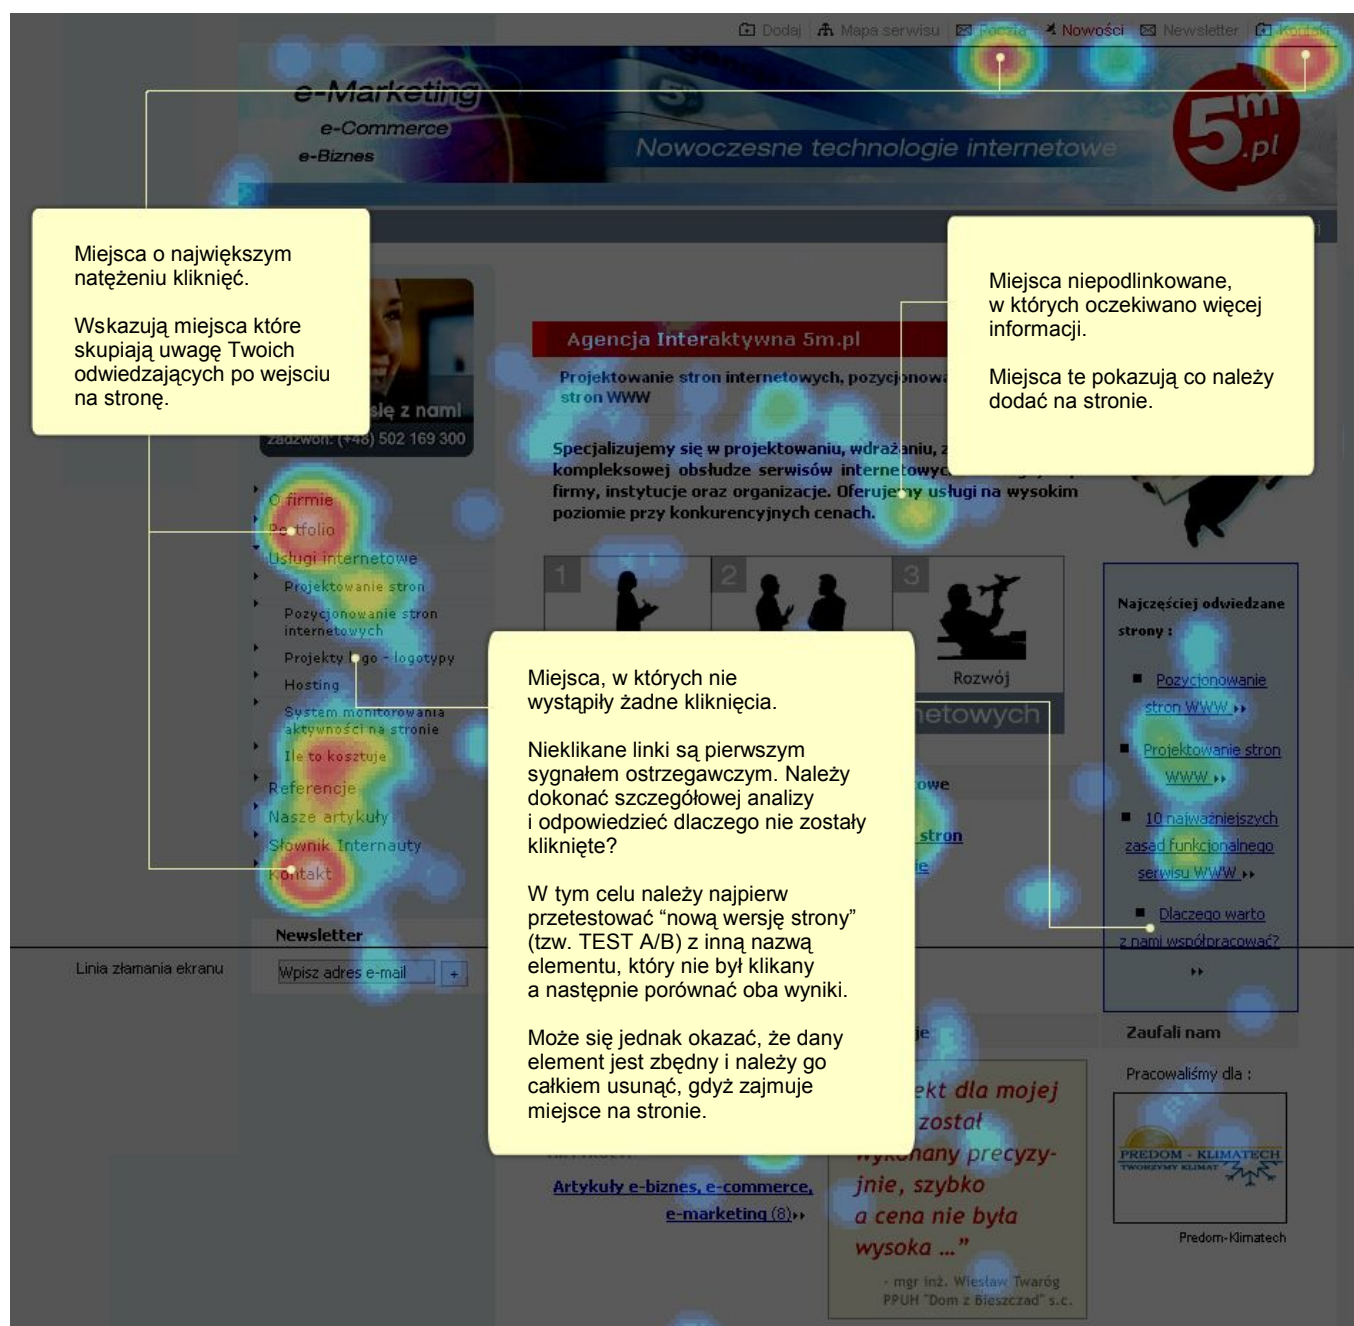 Dodaj
Mapa serwisu
Poczta
Nowości
Newsletter
Kontakt
e-Marketing
e-Commerce
e-Biznes
Nowoczesne technologie internetowe
5m.pl
Miejsca o największym
natężeniu kliknięć.
Wskazują miejsca które
skupiają uwagę Twoich
odwiedzających po wejsciu
na stronę.
Miejsca niepodlinkowane,
w których oczekiwano więcej
informacji.
Miejsca te pokazują co należy
dodać na stronie.
się z nami
zadzwoń: (+48) 502 169 300
Agencja Interaktywna 5m.pl
Projektowanie stron internetowych,
stron WWW
Specjalizujemy się w projektowaniu, wdrażaniu,
kompleksowej obsłudze serwisów
firmy, instytucje oraz organizacje. Oferujemy usługi na wysokim
poziomie przy konkurencyjnych cenach.
O firmie
Portfolio
Usługi internetowe
Projektowanie stron
Pozycjonowanie stron
internetowych
Projekty logo - logotypy
Hosting
System monitorowania
aktywności na stronie
Ile to kosztuje
Referencje
Nasze artykuły
Słownik Internauty
Kontakt
Newsletter
Wpisz adres e-mail +
Linia złamania ekranu
1
2
3
Rozwój
Miejsca, w których nie
wystąpiły żadne kliknięcia.
Nieklikane linki są pierwszym
sygnałem ostrzegawczym. Należy
dokonać szczegółowej analizy
i odpowiedzieć dlaczego nie zostały
kliknięte?
W tym celu należy najpierw
przetestować “nową wersję strony”
(tzw. TEST A/B) z inną nazwą
elementu, który nie był klikany
a następnie porównać oba wyniki.
Może się jednak okazać, że dany
element jest zbędny i należy go
całkiem usunąć, gdyż zajmuje
miejsce na stronie.
stron
Artykuły e-biznes, e-commerce,
e-marketing (8)
dla mojej
został
wykonany precyzy-
jnie, szybko
a cena nie była
wysoka ...”
- mgr inż. Wiesław Twaróg
PPUH "Dom z Bieszczad" s.c.
Najczęściej odwiedzane
strony :
Pozycjonowanie
stron WWW
Projektowanie stron
WWW
10 najważniejszych
zasad funkcjonalnego
serwisu WWW
Dlaczego warto
z nami współpracować?
Zaufali nam
Pracowaliśmy dla :
PREDOM - KLIMATECH
TWORZYMY KLIMAT
Predom-Klimatech